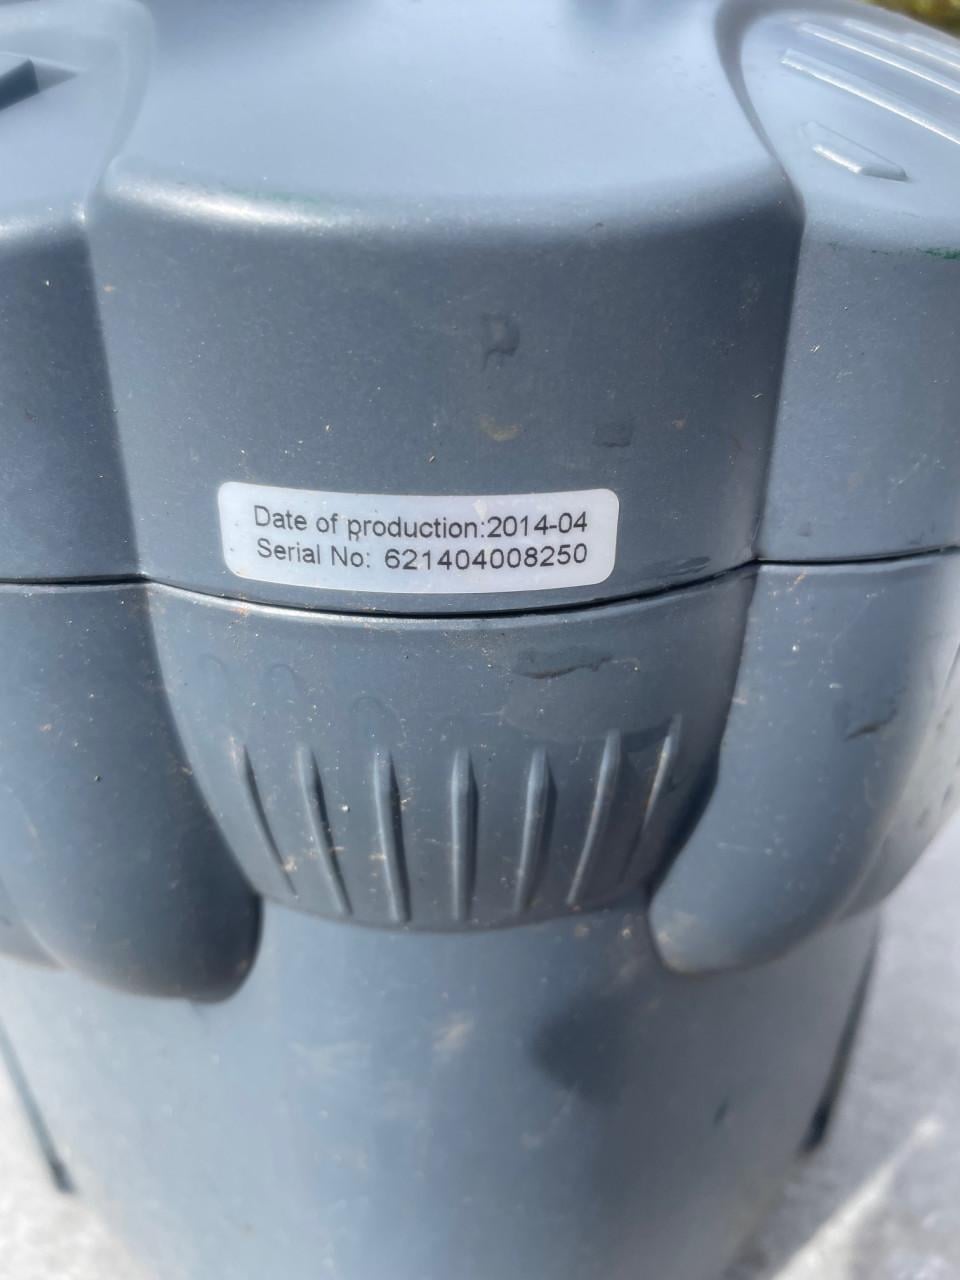 Date of production:2014-04
Serial No: 621404008250